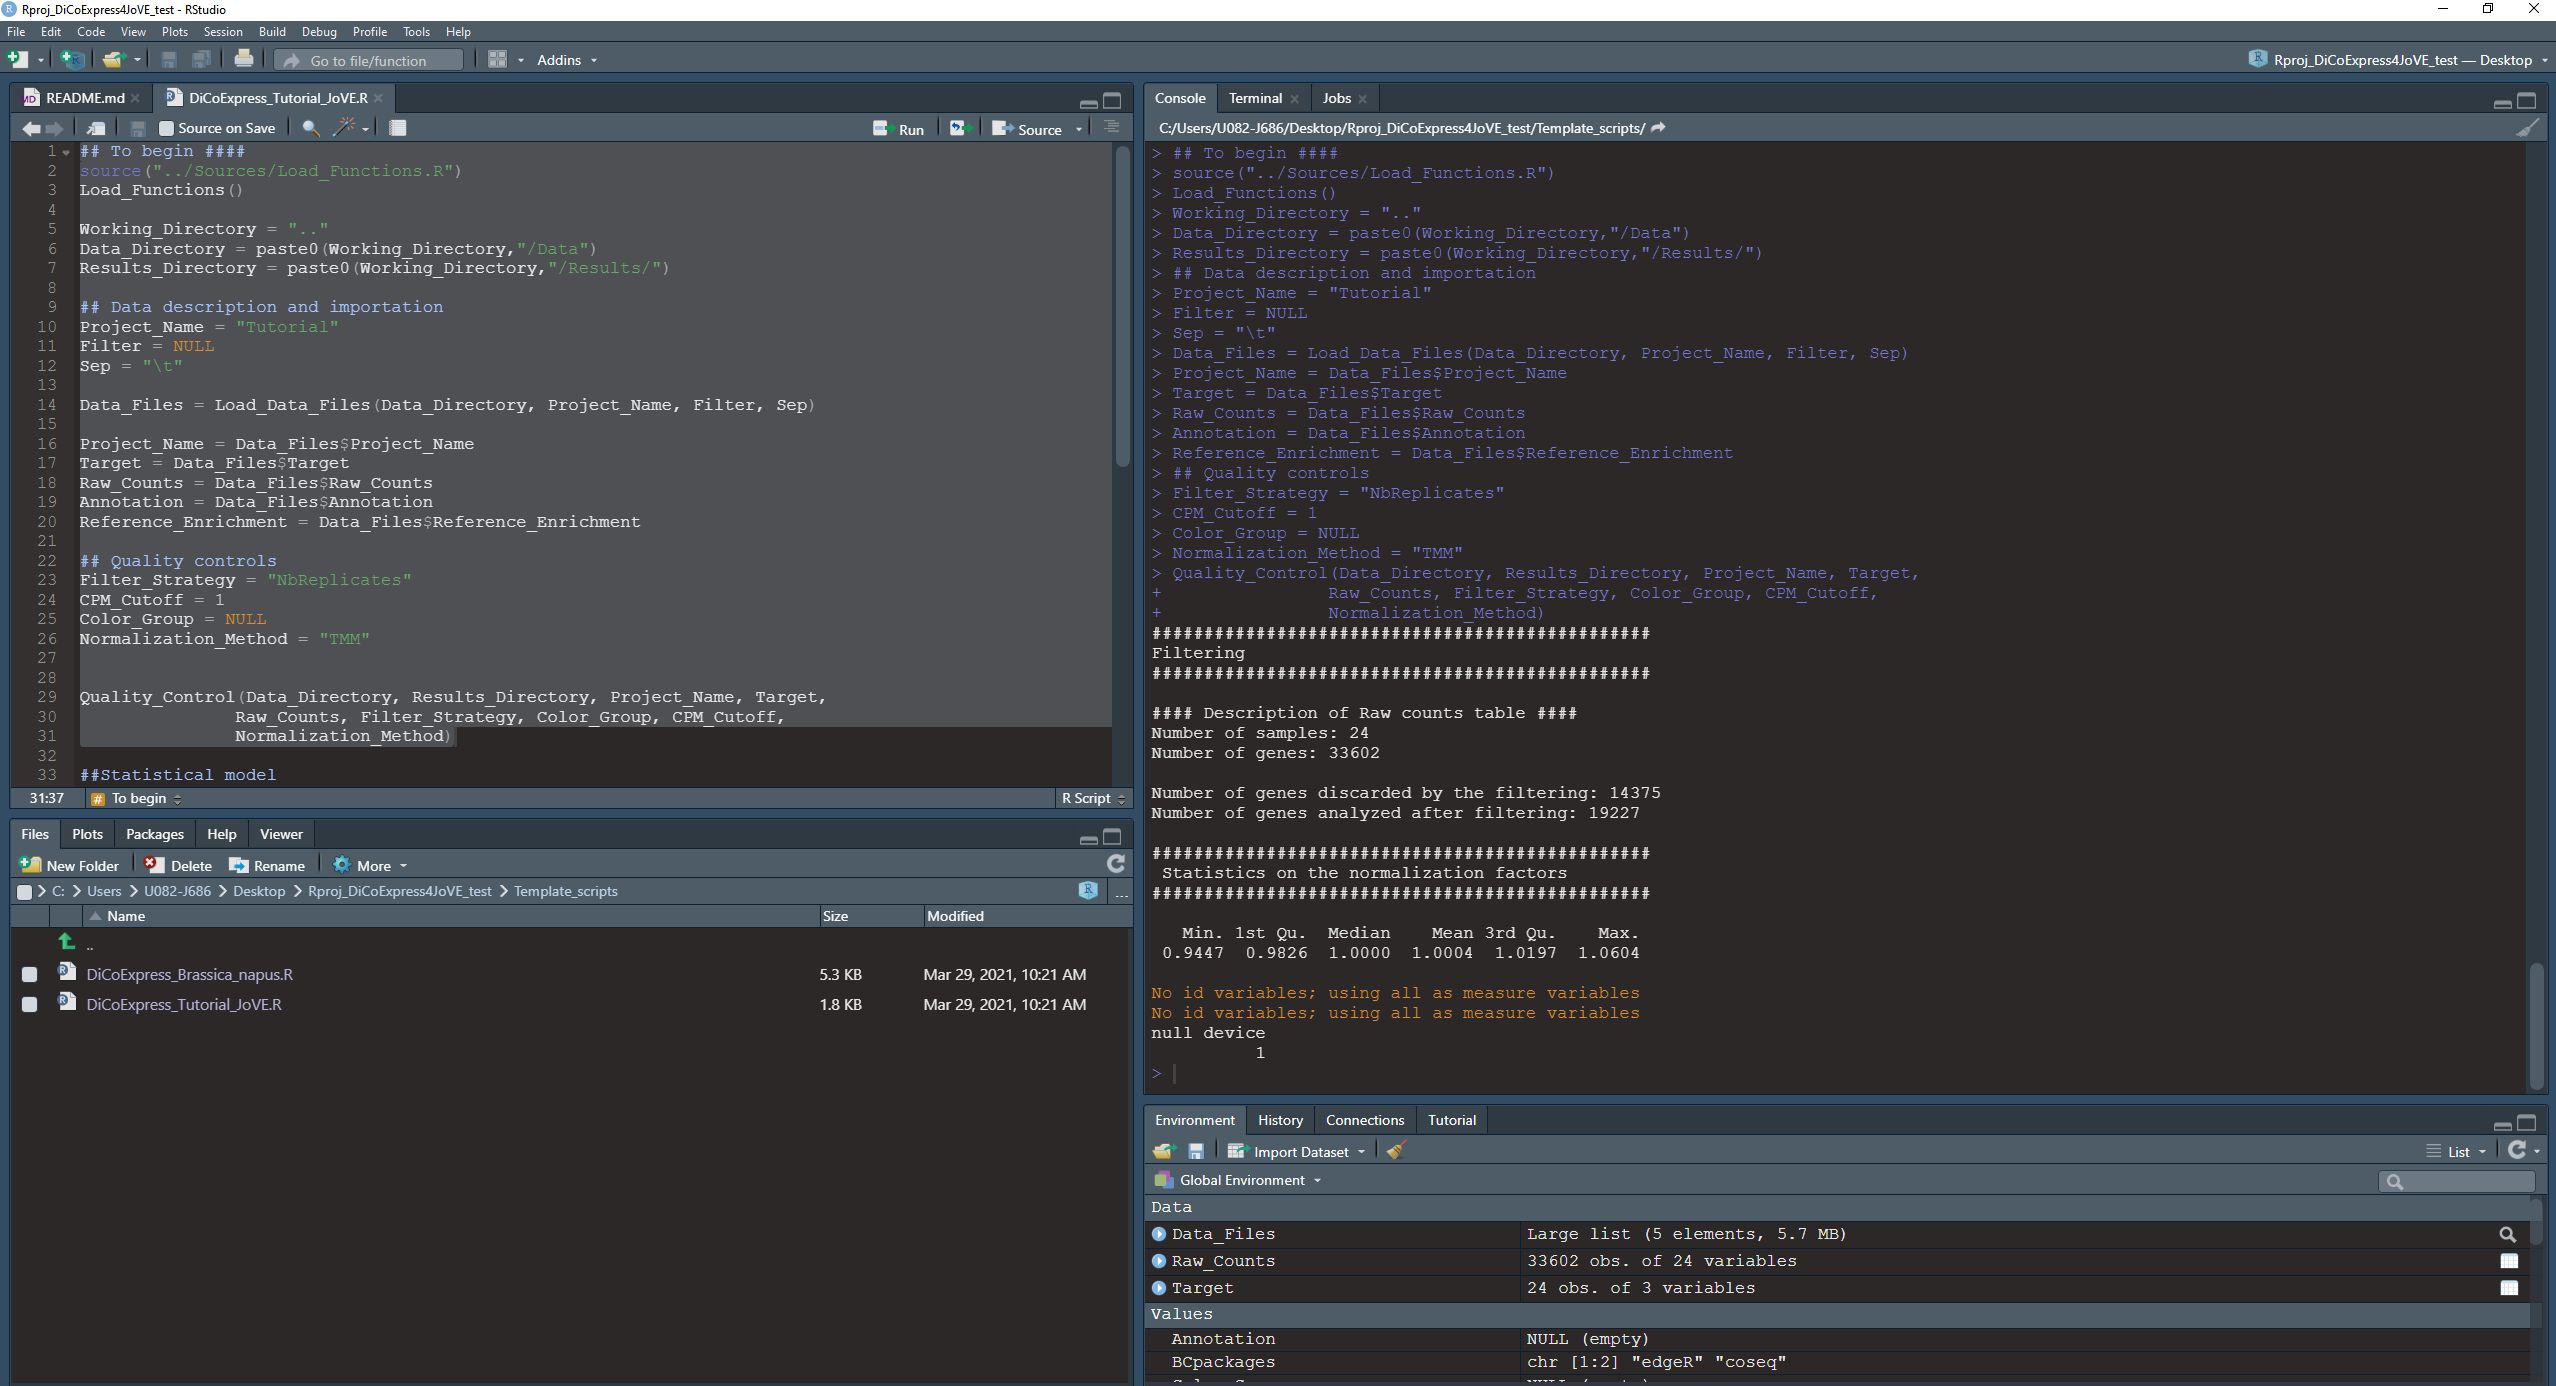 Rproj_DiCoExpress4JoVE_test - RStudio
File Edit Code View Plots Session Build Debug Profile Tools Help
Go to file/function Addins
Rproj_DiCoExpress4JoVE_test — Desktop
README.md DiCoExpress_Tutorial_JoVE.R
Source on Save Run Source
1 ## To begin ####
2 source("../Sources/Load_Functions.R")
3 Load_Functions()
4
5 Working_Directory = ".."
6 Data_Directory = paste0(Working_Directory,"/Data")
7 Results_Directory = paste0(Working_Directory,"/Results/")
8
9 ## Data description and importation
10 Project_Name = "Tutorial"
11 Filter = NULL
12 Sep = "\t"
13
14 Data_Files = Load_Data_Files(Data_Directory, Project_Name, Filter, Sep)
15
16 Project_Name = Data_Files$Project_Name
17 Target = Data_Files$Target
18 Raw_Counts = Data_Files$Raw_Counts
19 Annotation = Data_Files$Annotation
20 Reference_Enrichment = Data_Files$Reference_Enrichment
21
22 ## Quality controls
23 Filter_Strategy = "NbReplicates"
24 CPM_Cutoff = 1
25 Color_Group = NULL
26 Normalization_Method = "TMM"
27
28
29 Quality_Control(Data_Directory, Results_Directory, Project_Name, Target,
30 Raw_Counts, Filter_Strategy, Color_Group, CPM_Cutoff,
31 Normalization_Method)
32
33 ##Statistical model
31:37 # To begin R Script
Files Plots Packages Help Viewer
New Folder Delete Rename More
C: Users U082-J686 Desktop Rproj_DiCoExpress4JoVE_test Template_scripts ...
Name Size Modified
..
DiCoExpress_Brassica_napus.R 5.3 KB Mar 29, 2021, 10:21 AM
DiCoExpress_Tutorial_JoVE.R 1.8 KB Mar 29, 2021, 10:21 AM
Console Terminal Jobs
C:/Users/U082-J686/Desktop/Rproj_DiCoExpress4JoVE_test/Template_scripts/
> ## To begin ####
> source("../Sources/Load_Functions.R")
> Load_Functions()
> Working_Directory = ".."
> Data_Directory = paste0(Working_Directory,"/Data")
> Results_Directory = paste0(Working_Directory,"/Results/")
> ## Data description and importation
> Project_Name = "Tutorial"
> Filter = NULL
> Sep = "\t"
> Data_Files = Load_Data_Files(Data_Directory, Project_Name, Filter, Sep)
> Project_Name = Data_Files$Project_Name
> Target = Data_Files$Target
> Raw_Counts = Data_Files$Raw_Counts
> Annotation = Data_Files$Annotation
> Reference_Enrichment = Data_Files$Reference_Enrichment
> ## Quality controls
> Filter_Strategy = "NbReplicates"
> CPM_Cutoff = 1
> Color_Group = NULL
> Normalization_Method = "TMM"
> Quality_Control(Data_Directory, Results_Directory, Project_Name, Target,
+ Raw_Counts, Filter_Strategy, Color_Group, CPM_Cutoff,
+ Normalization_Method)
################################################
Filtering
################################################
#### Description of Raw counts table ####
Number of samples: 24
Number of genes: 33602
Number of genes discarded by the filtering: 14375
Number of genes analyzed after filtering: 19227
################################################
Statistics on the normalization factors
################################################
Min. 1st Qu. Median Mean 3rd Qu. Max.
0.9447 0.9826 1.0000 1.0004 1.0197 1.0604
No id variables; using all as measure variables
No id variables; using all as measure variables
null device
1
>
Environment History Connections Tutorial
Import Dataset List
Global Environment
Data
Data_Files Large list (5 elements, 5.7 MB)
Raw_Counts 33602 obs. of 24 variables
Target 24 obs. of 3 variables
Values
Annotation NULL (empty)
BCpackages chr [1:2] "edgeR" "coseq"